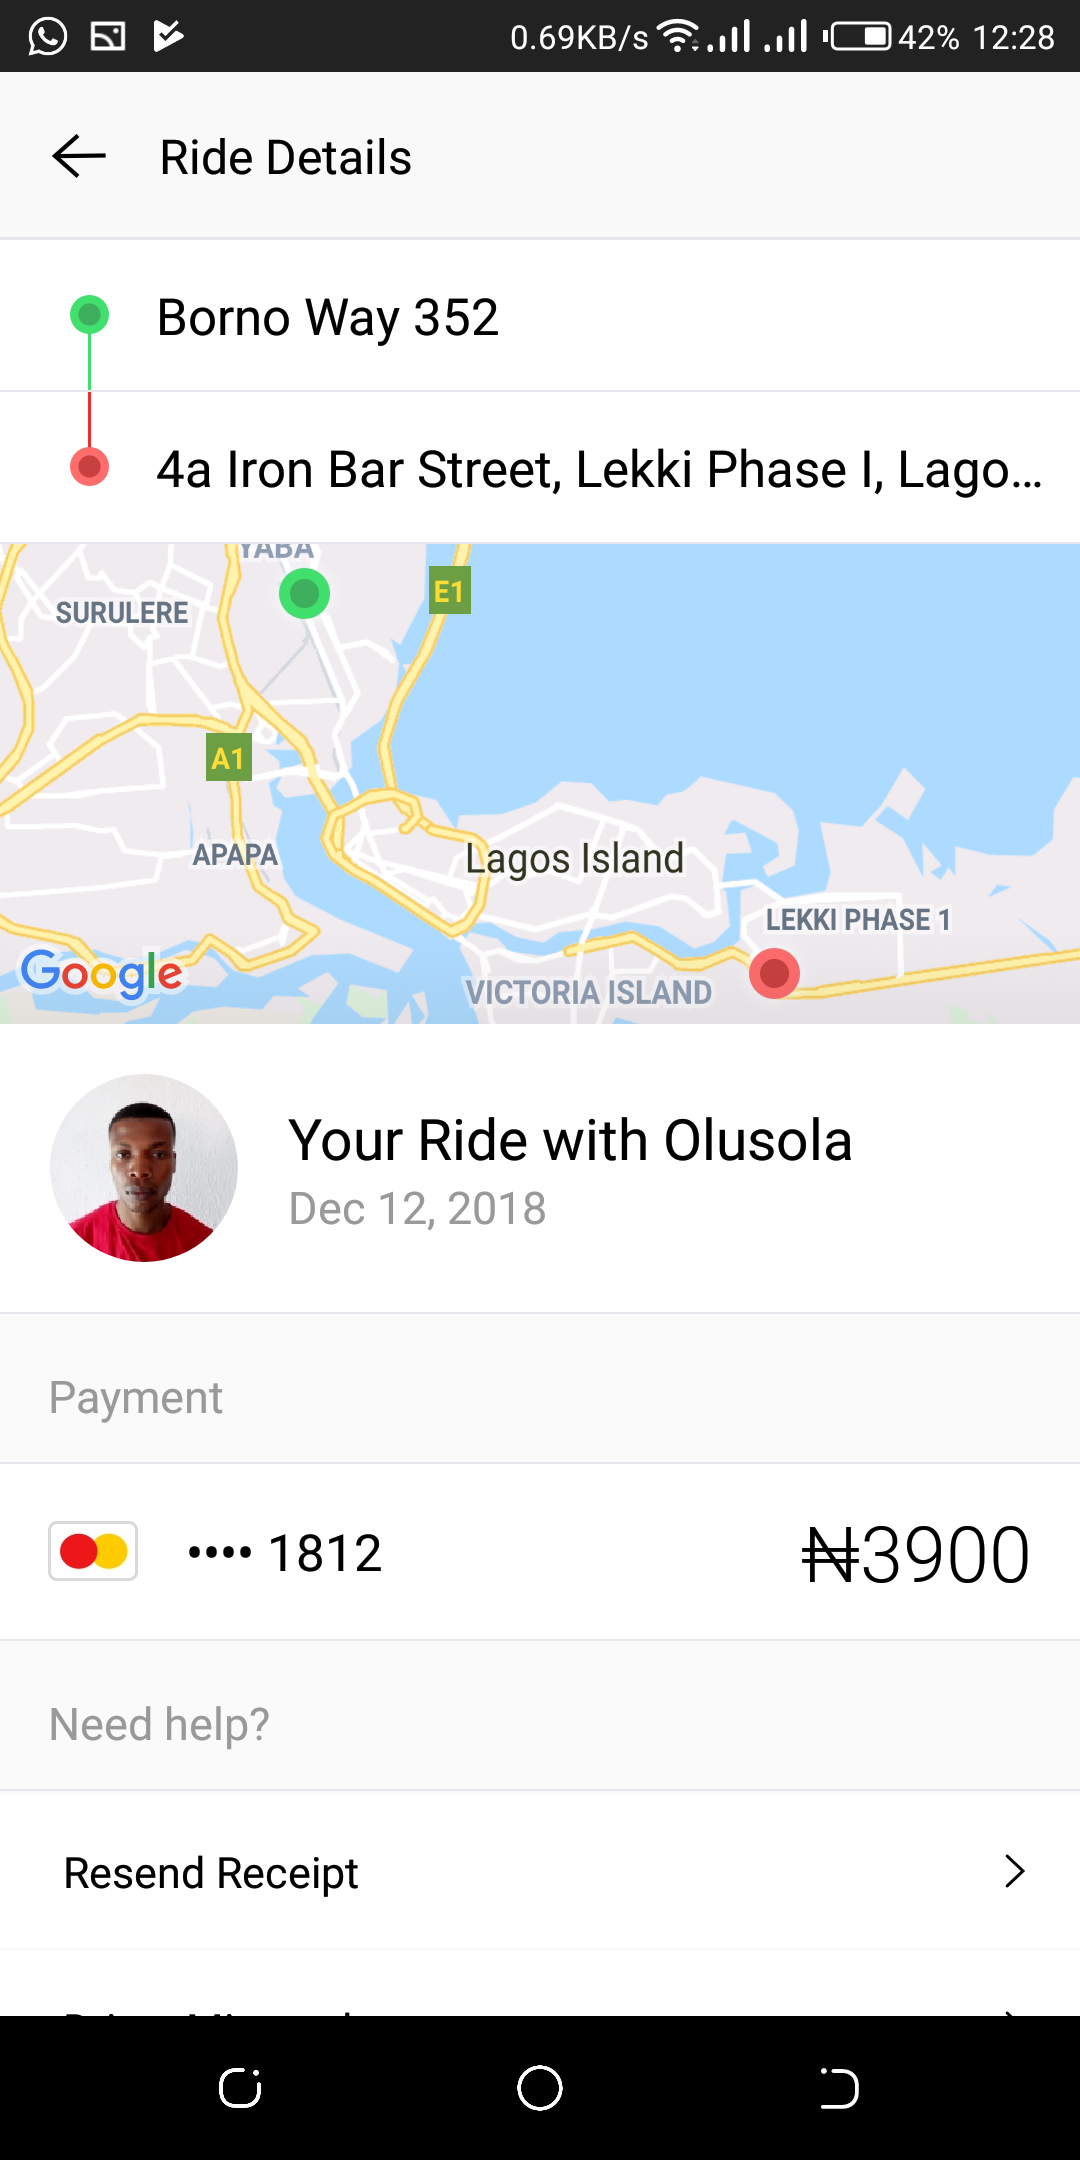 0.69KB/s 42% 12:28
Ride Details
Borno Way 352
4a Iron Bar Street, Lekki Phase I, Lago...
YABA
SURULERE
E1
A1
APAPA
Lagos Island
LEKKI PHASE 1
Google
VICTORIA ISLAND
Your Ride with Olusola
Dec 12, 2018
Payment
•••• 1812 ₦3900
Need help?
Resend Receipt